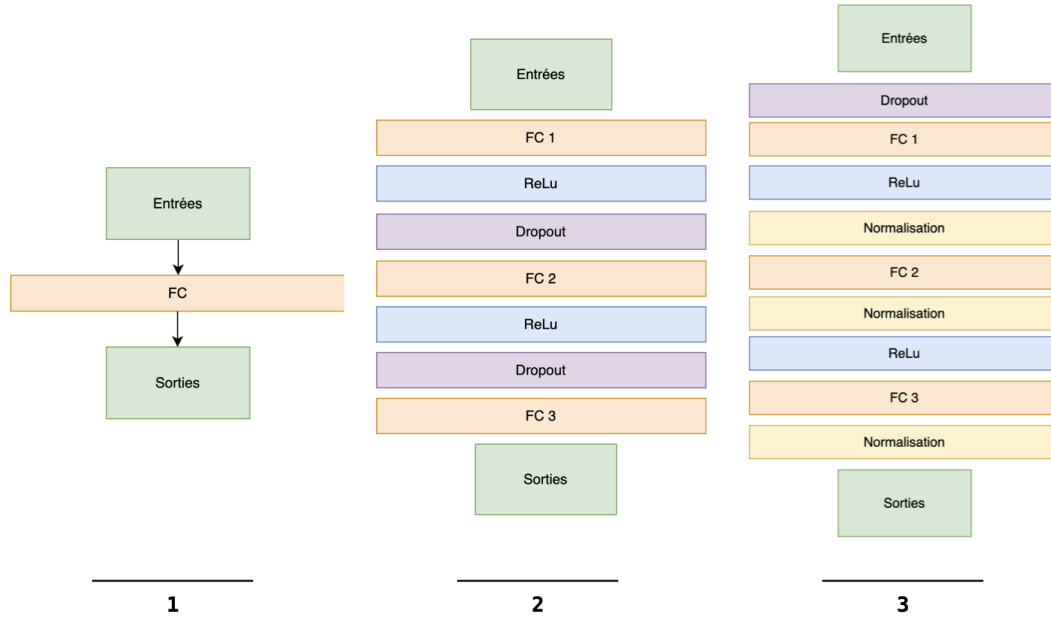 Entrées
FC
Sorties
1
Entrées
FC 1
ReLu
Dropout
FC 2
ReLu
Dropout
FC 3
Sorties
2
Entrées
Dropout
FC 1
ReLu
Normalisation
FC 2
Normalisation
ReLu
FC 3
Normalisation
Sorties
3